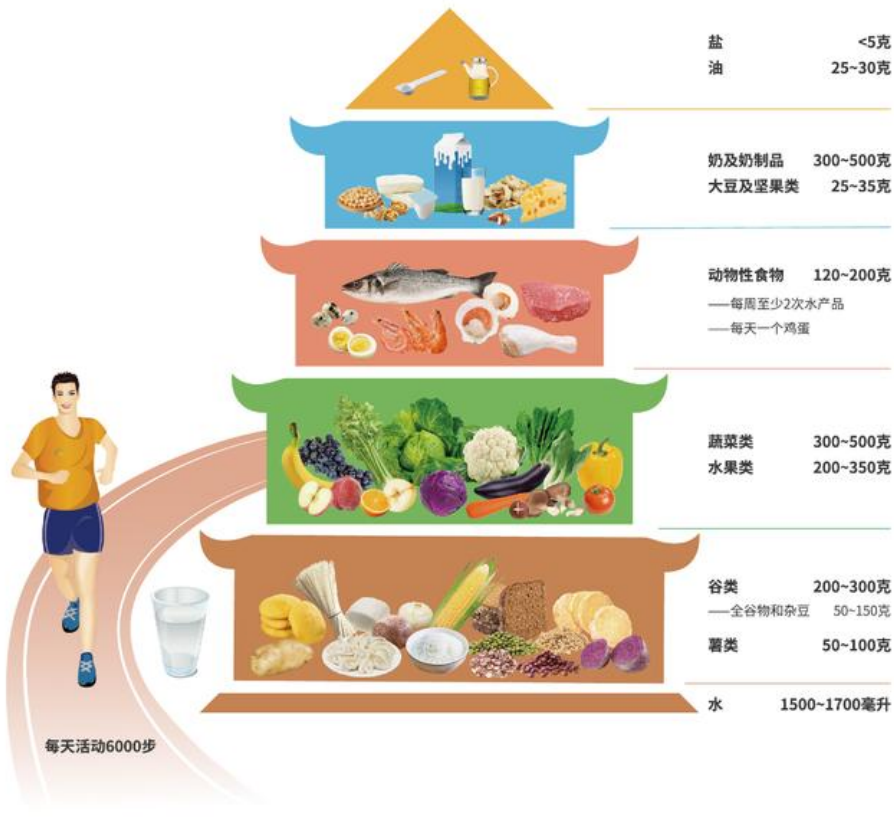 盐 <5克
油 25~30克
奶及奶制品 300~500克
大豆及坚果类 25~35克
动物性食物 120~200克
——每周至少2次水产品
——每天一个鸡蛋
蔬菜类 300~500克
水果类 200~350克
谷类 200~300克
——全谷物和杂豆 50~150克
薯类 50~100克
水 1500~1700毫升
每天活动6000步